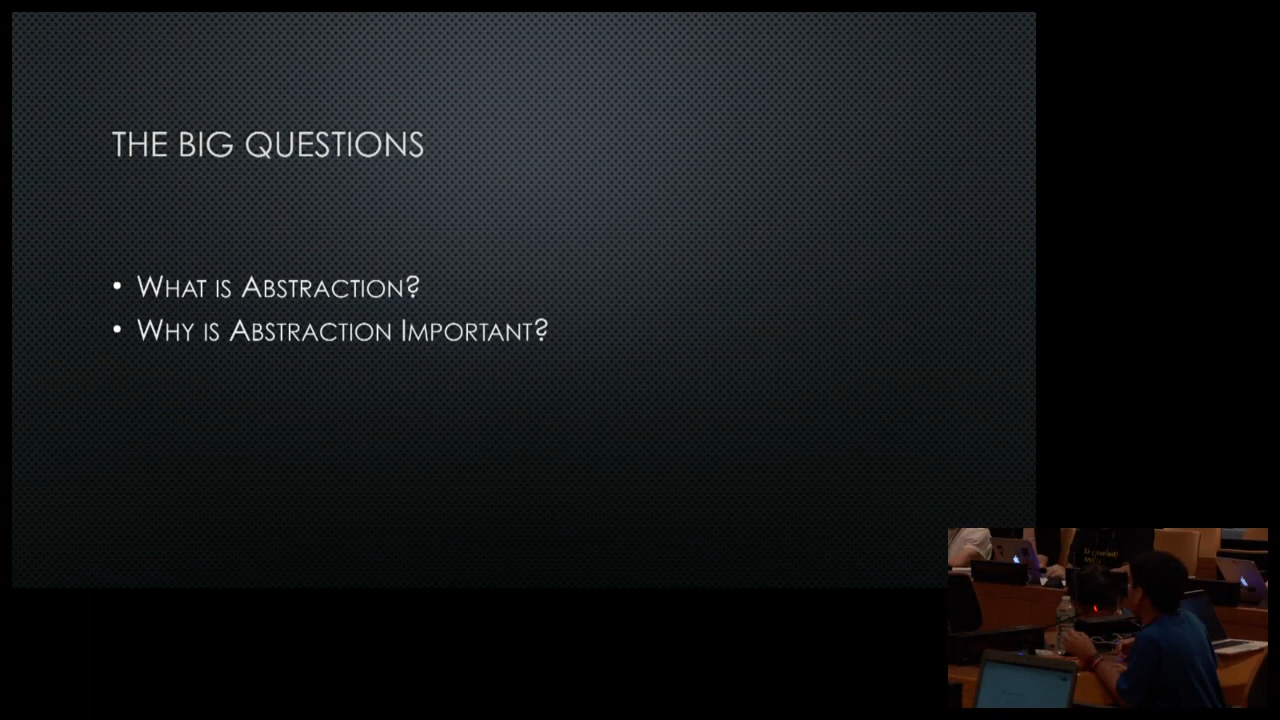 THE BIG QUESTIONS
• WHAT IS ABSTRACTION?
• WHY IS ABSTRACTION IMPORTANT?